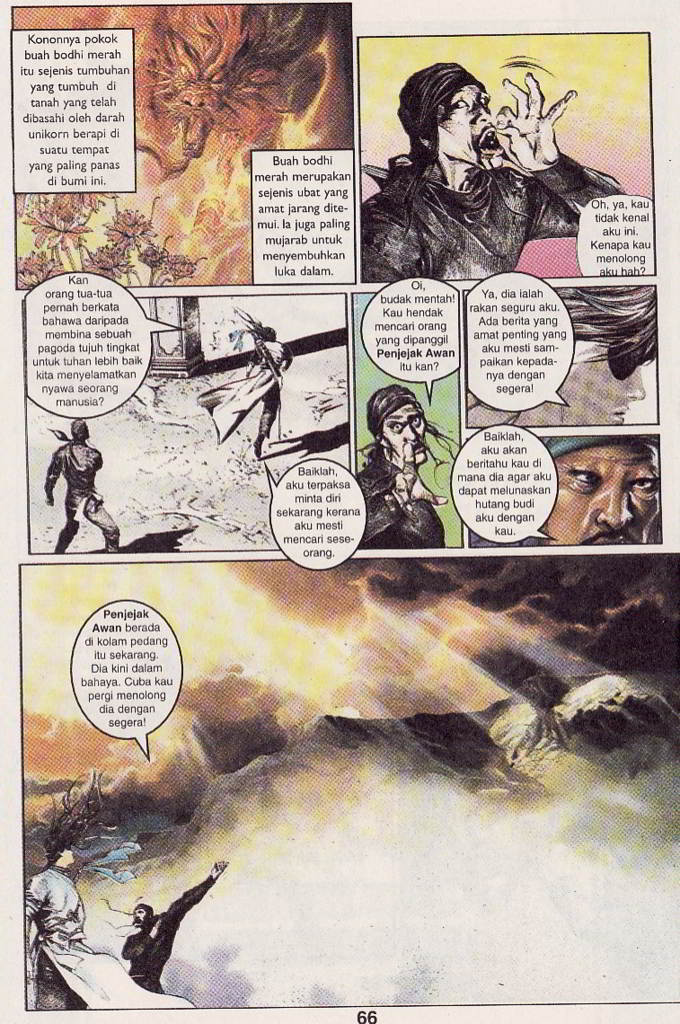 Kononnya pokok
buah bodhi merah
itu sejenis tumbuhan
yang tumbuh di
tanah yang telah
dibasahi oleh darah
unikorn berapi di
suatu tempat
yang paling panas
di bumi ini.
Buah bodhi
merah merupakan
sejenis ubat yang
amat jarang dite-
mui. Ia juga paling
mujarab untuk
menyembuhkan
luka dalam.
Oh, ya, kau
tidak kenal
aku ini.
Kenapa kau
menolong
aku hah?
Kan
orang tua-tua
pernah berkata
bahawa daripada
membina sebuah
pagoda tujuh tingkat
untuk tuhan lebih baik
kita menyelamatkan
nyawa seorang
manusia?
Baiklah,
aku terpaksa
minta diri
sekarang kerana
aku mesti
mencari sese-
orang.
Oi,
budak mentah!
Kau hendak
mencari orang
yang dipanggil
Penjejak Awan
itu kan?
Ya, dia ialah
rakan seguru aku.
Ada berita yang
amat penting yang
aku mesti sam-
paikan kepada-
nya dengan
segera!
Baiklah,
aku akan
beritahu kau di
mana dia agar aku
dapat melunaskan
hutang budi
aku dengan
kau.
Penjejak
Awan berada
di kolam pedang
itu sekarang.
Dia kini dalam
bahaya. Cuba kau
pergi menolong
dia dengan
segera!
66